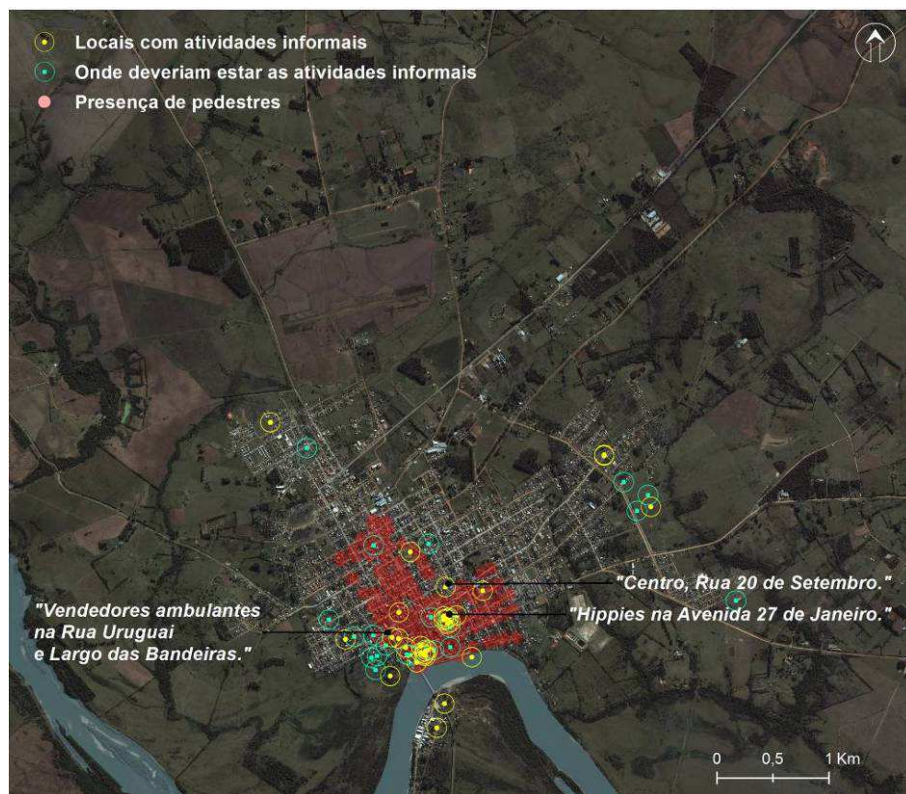 Locais com atividades informais
Onde deveriam estar as atividades informais
Presença de pedestres
"Centro, Rua 20 de Setembro."
"Hippies na Avenida 27 de Janeiro."
"Vendedores ambulantes
na Rua Uruguai
e Largo das Bandeiras."
0 0,5 1 Km